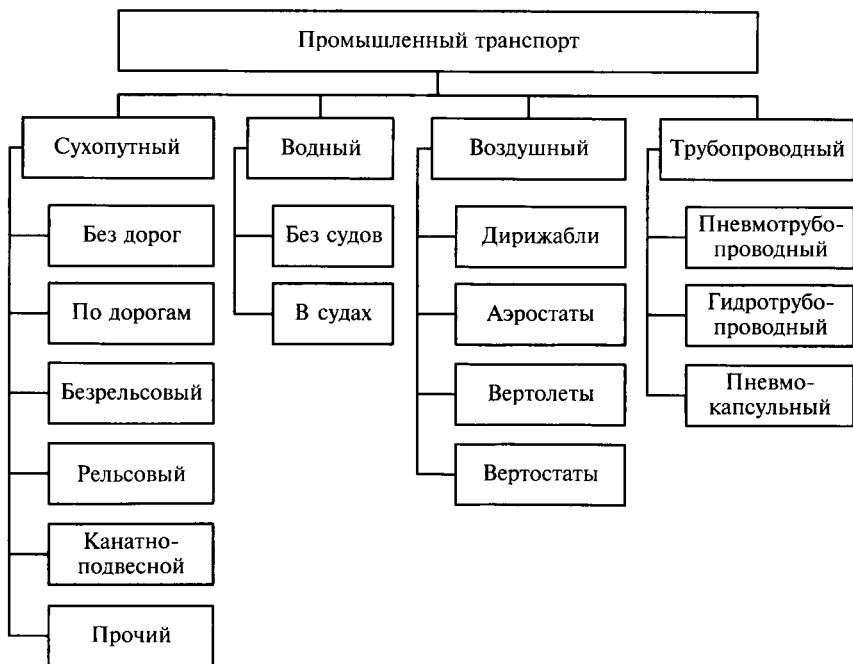 Промышленный транспорт
Сухопутный
Без дорог
По дорогам
Безрельсовый
Рельсовый
Канатно-
подвесной
Прочий
Водный
Без судов
В судах
Воздушный
Дирижабли
Аэростаты
Вертолеты
Вертостаты
Трубопроводный
Пневмотрубо-
проводный
Гидротрубо-
проводный
Пневмо-
капсульный